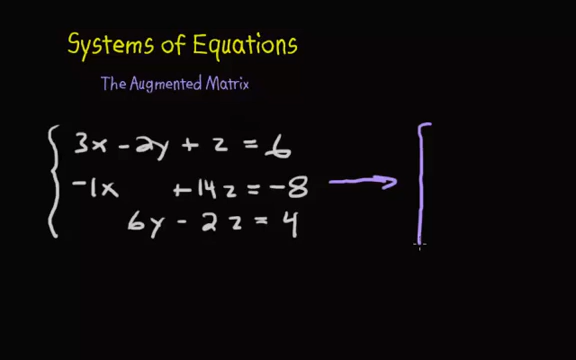 Systems of Equations
The Augmented Matrix
3x - 2y + z = 6
-1x + 14z = -8
6y - 2z = 4